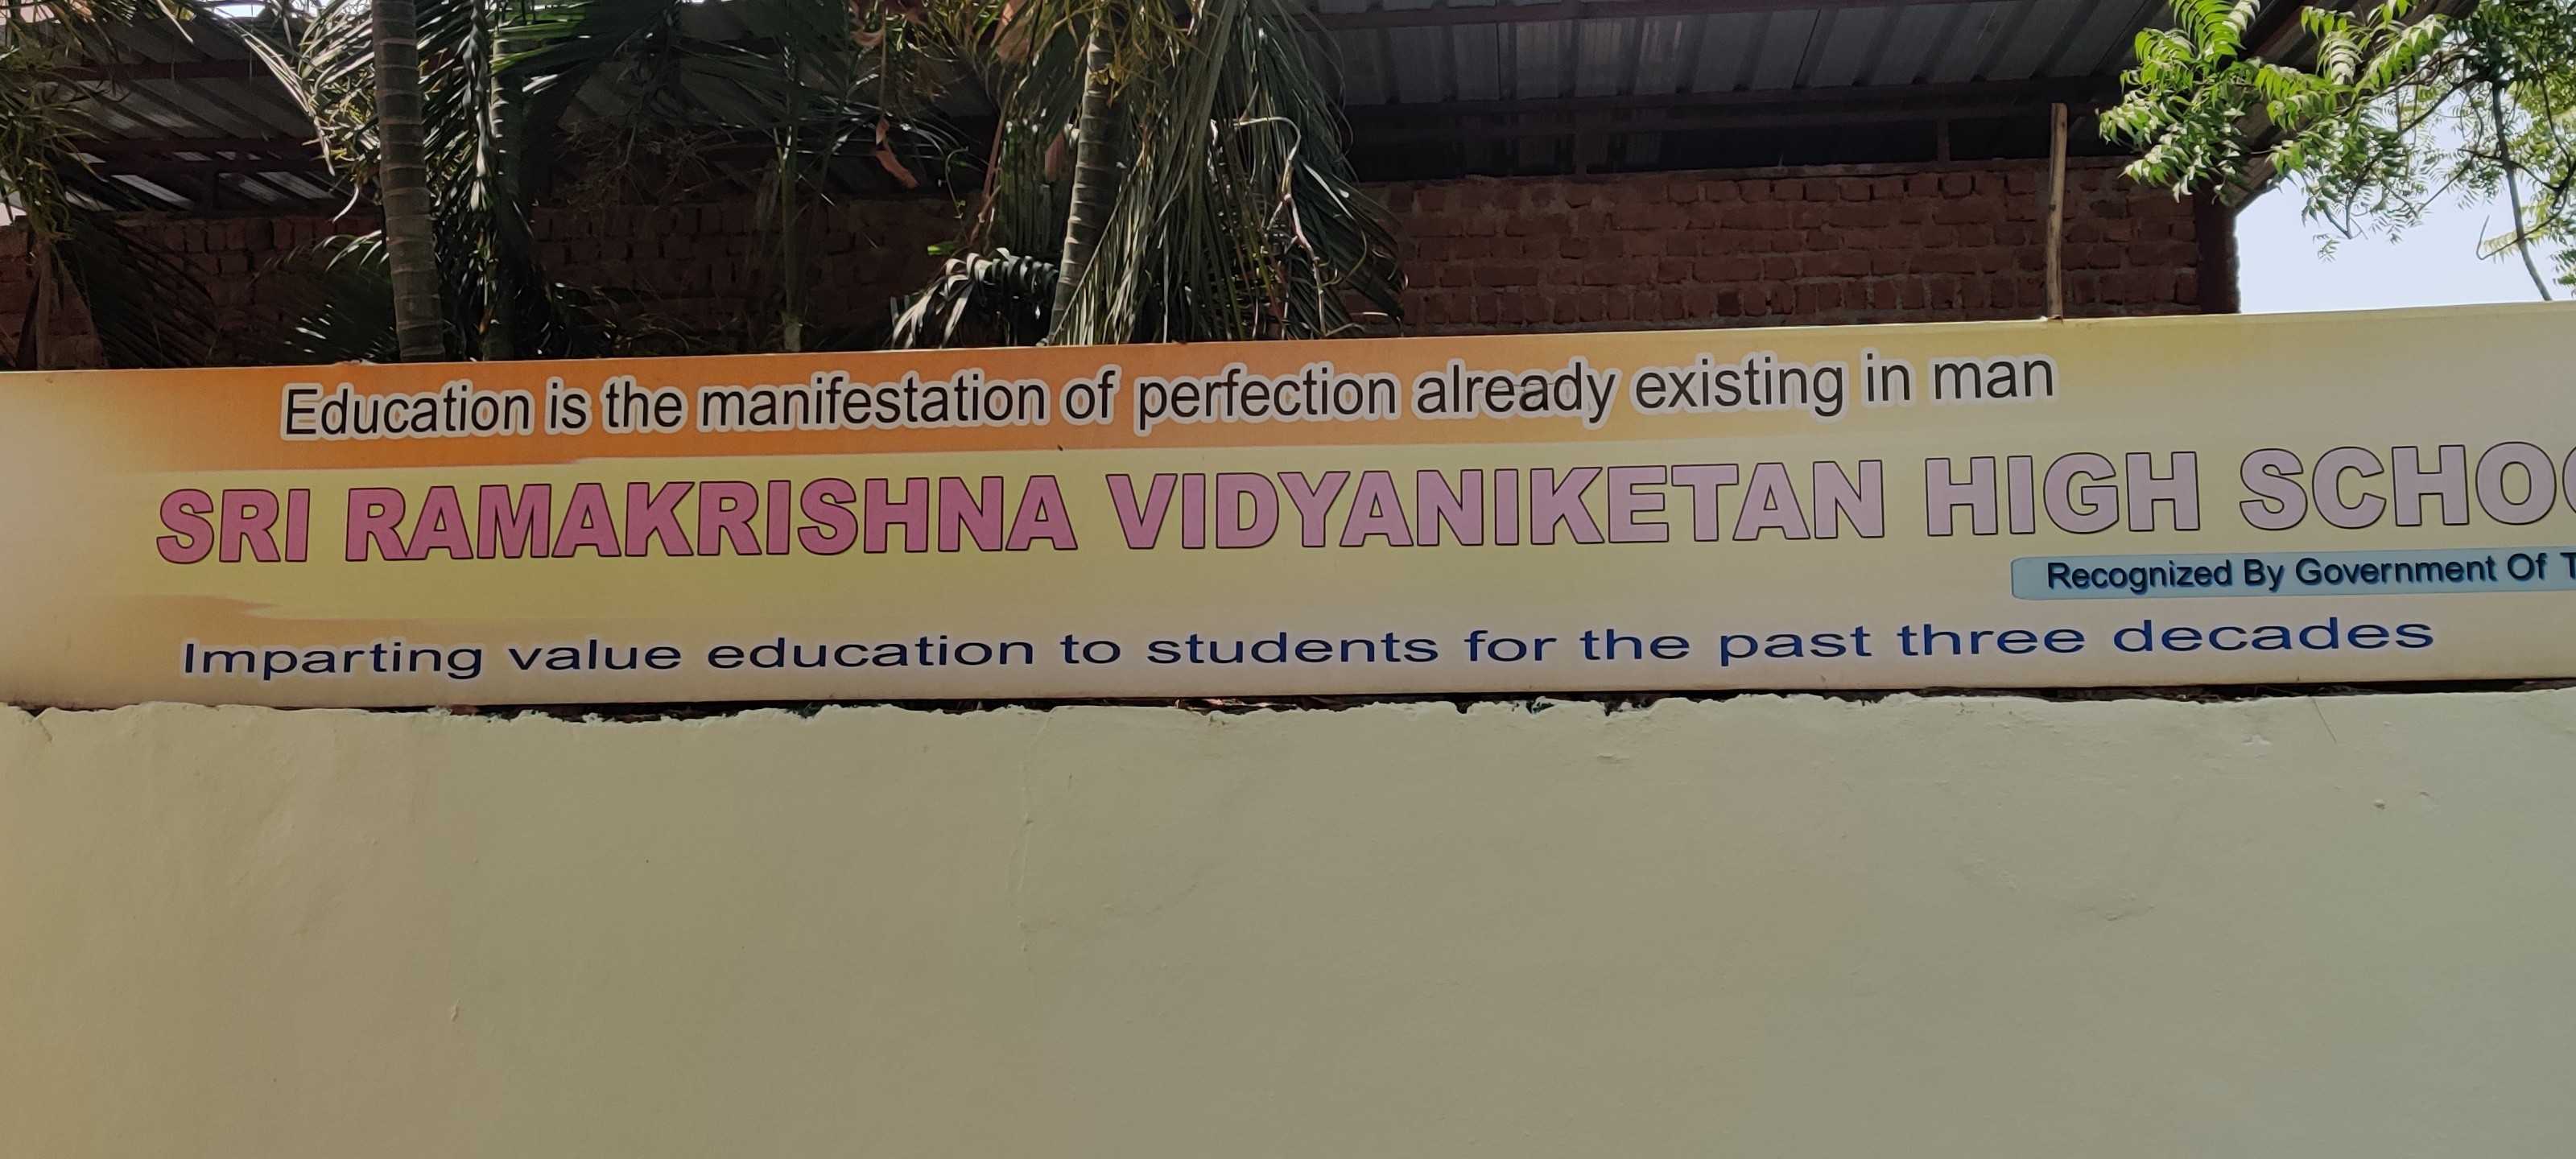 Education is the manifestation of perfection already existing in man
SRI RAMAKRISHNA VIDYANIKETAN HIGH
Recognized By Government Of
Imparting value education to students for the past three decades